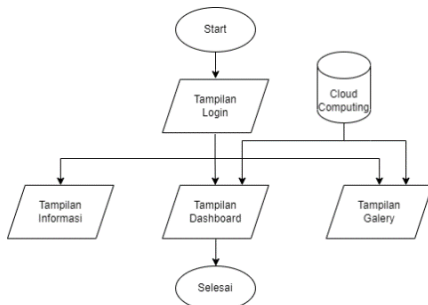 Start
Tampilan
Login
Cloud
Computing
Tampilan
Informasi
Tampilan
Dashboard
Tampilan
Galery
Selesai